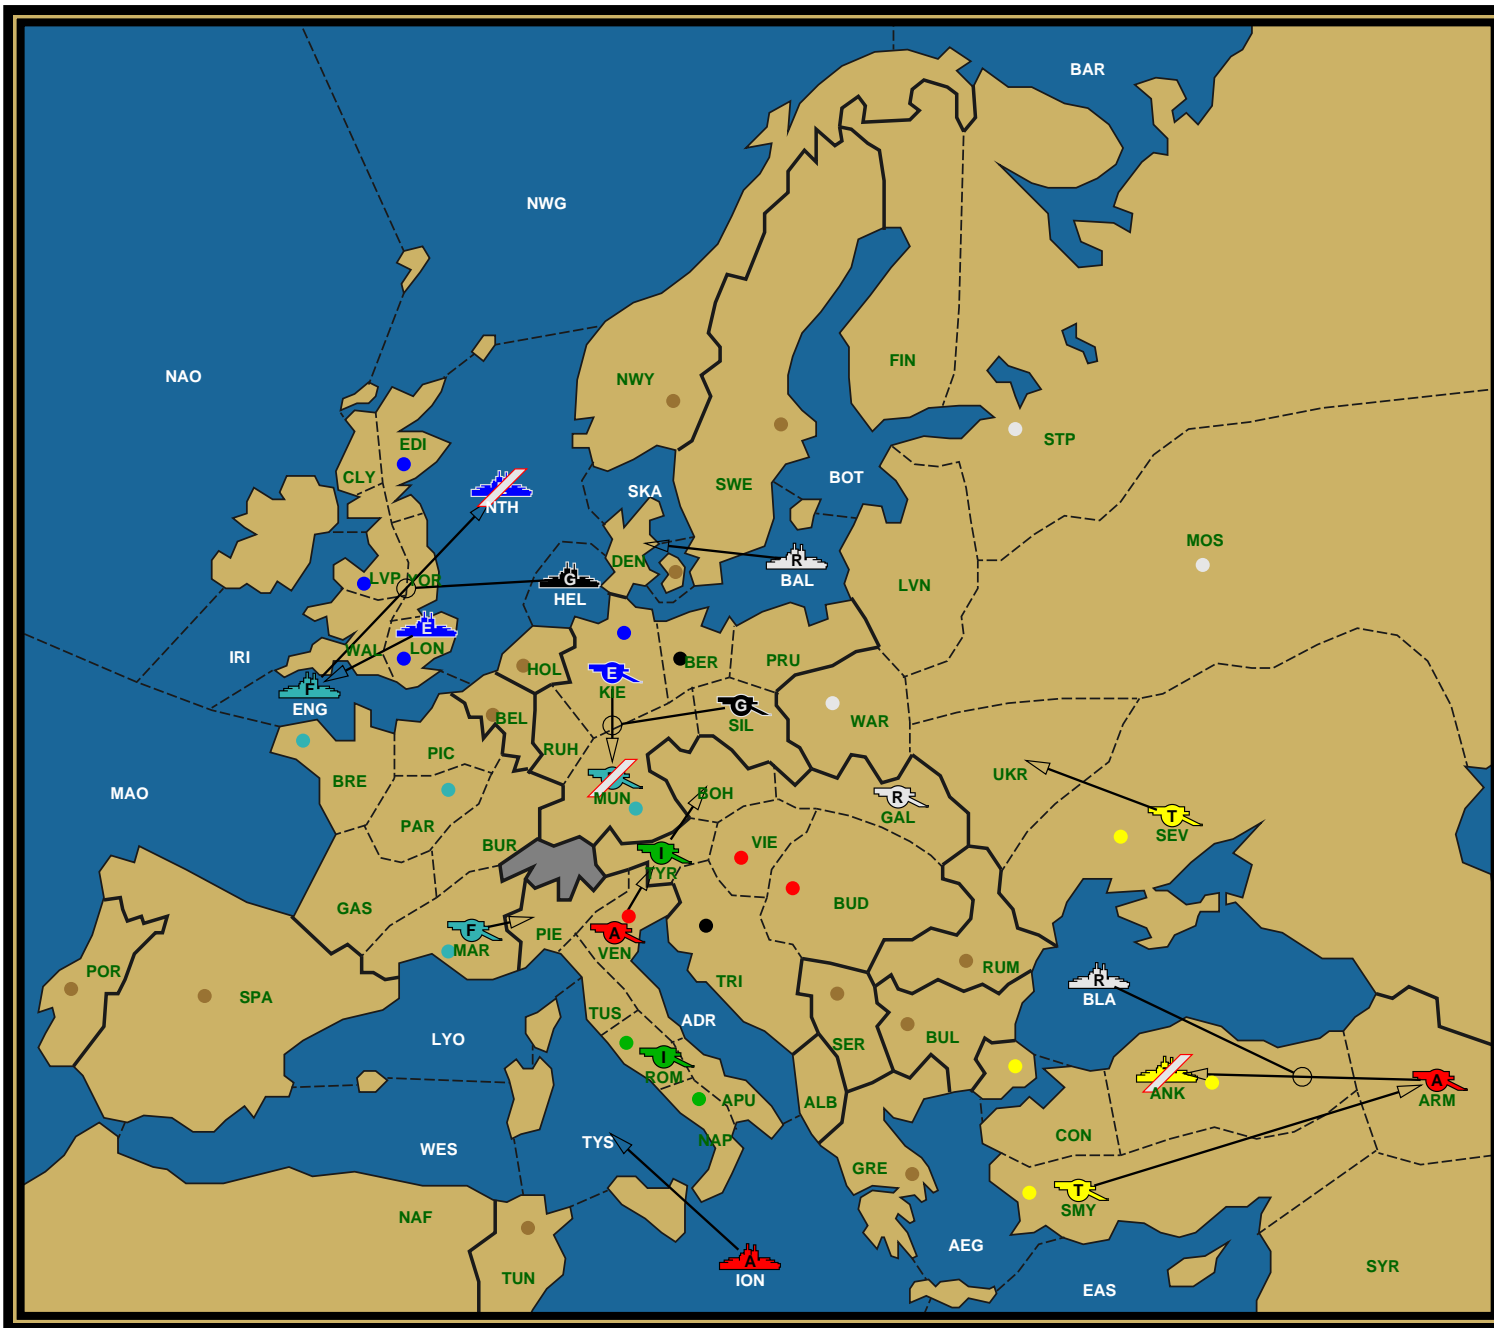 BAR
NWG
NAO
FIN
NWY
STP
EDI
CLY
SWE
BOT
SKA
NTH
MOS
DEN
R
BAL
LVN
G
HEL
LVP
YOR
E
LON
WAL
IRI
HOL
BER
PRU
E
KIE
F
ENG
G
SIL
WAR
BEL
RUH
PIC
BRE
UKR
MUN
BOH
R
GAL
MAO
T
SEV
PAR
BUR
VIE
I
TYR
GAS
BUD
F
MAR
PIE
A
VEN
POR
SPA
TRI
RUM
R
BLA
TUS
ADR
LYO
SER
BUL
I
ROM
ANK
A
ARM
APU
ALB
NAP
CON
TYS
WES
GRE
T
SMY
NAF
AEG
A
ION
TUN
SYR
EAS